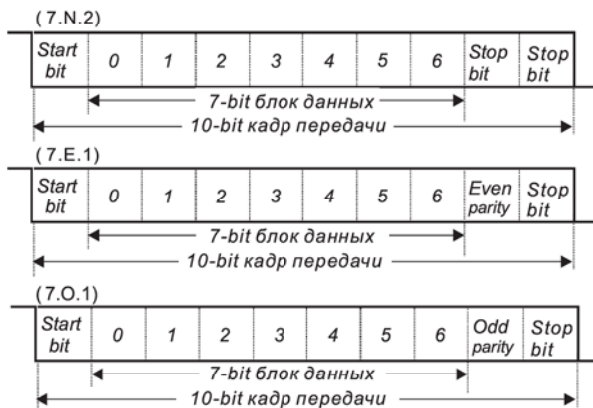 (7.N.2)
Start bit 0 1 2 3 4 5 6 Stop bit Stop bit
7-bit блок данных
10-bit кадр передачи
(7.E.1)
Start bit 0 1 2 3 4 5 6 Even parity Stop bit
7-bit блок данных
10-bit кадр передачи
(7.O.1)
Start bit 0 1 2 3 4 5 6 Odd parity Stop bit
7-bit блок данных
10-bit кадр передачи